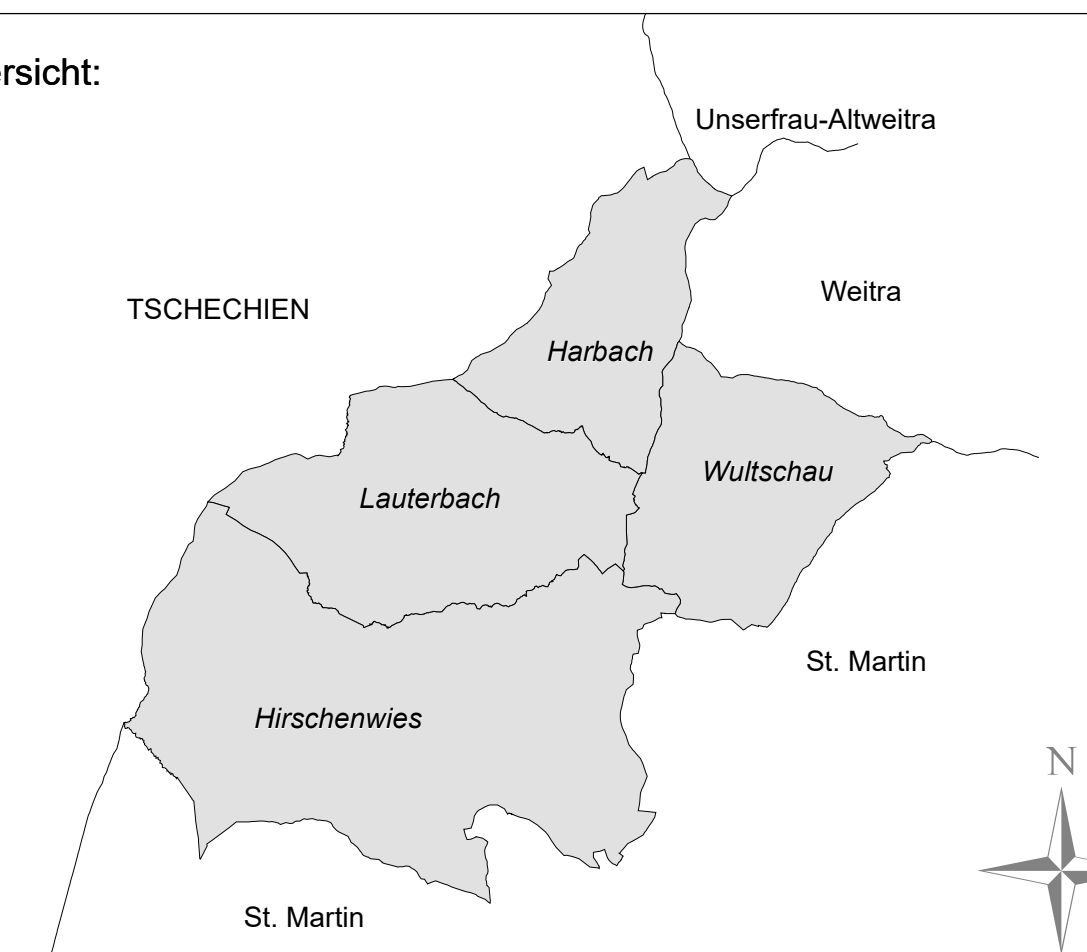 ersicht:
Unserfrau-Altweitra
Weitra
TSCHECHIEN
Harbach
Wultschau
Lauterbach
St. Martin
Hirschenwies
N
St. Martin